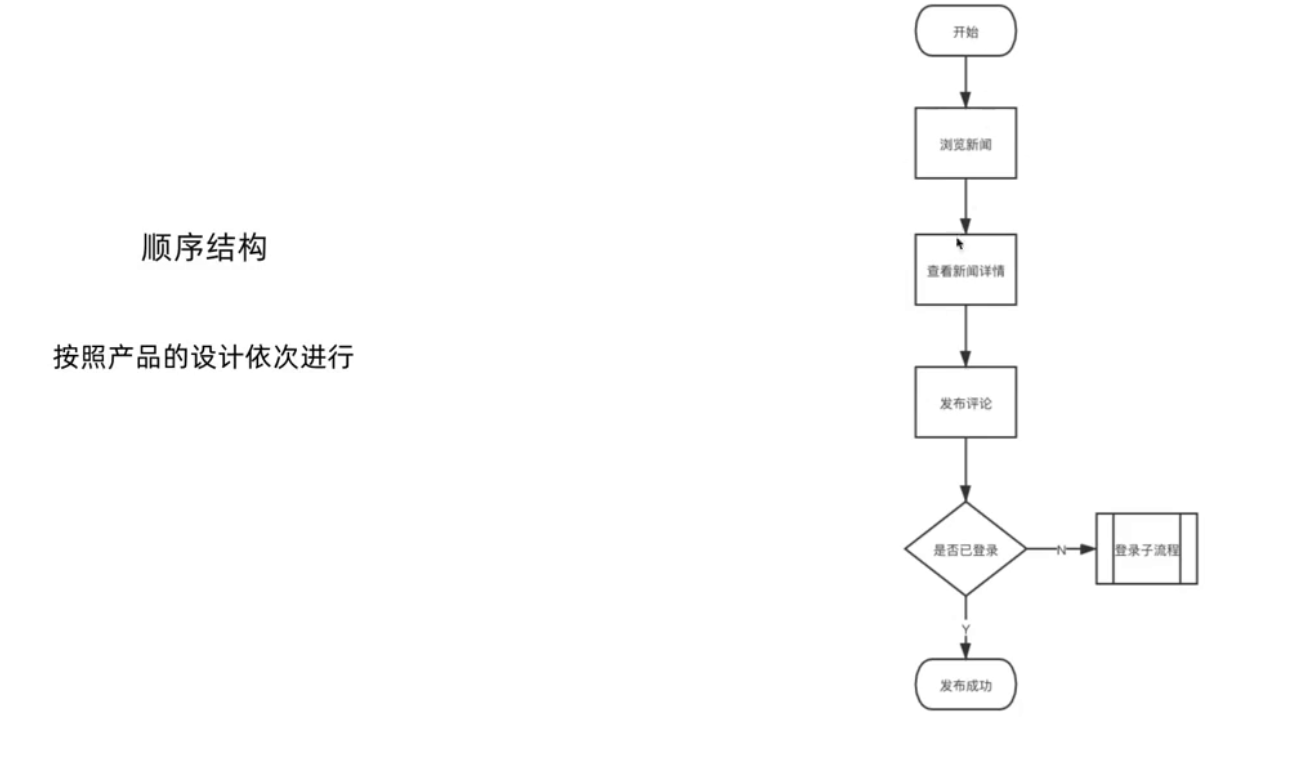 顺序结构
按照产品的设计依次进行
开始
浏览新闻
查看新闻详情
发布评论
是否已登录
N
登录子流程
Y
发布成功